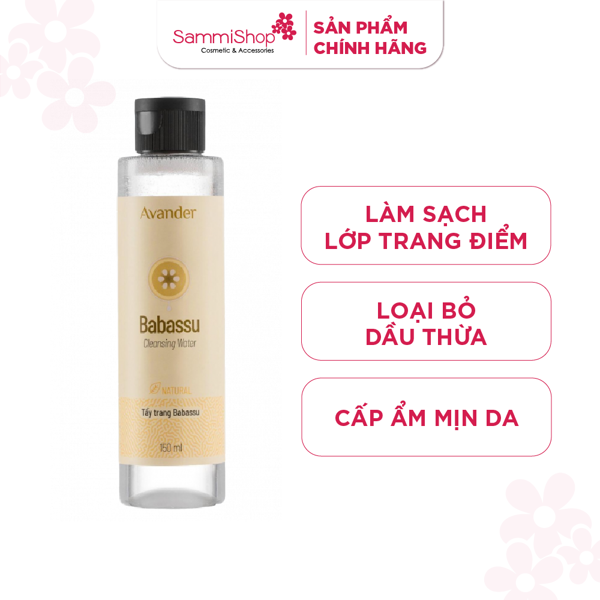 SammiShop
Cosmetic & Accessories
SẢN PHẨM
CHÍNH HÃNG
Avander
Babassu
Cleansing Water
NATURAL
Tẩy trang Babassu
150 ml
LÀM SẠCH
LỚP TRANG ĐIỂM
LOẠI BỎ
DẦU THỪA
CẤP ẨM MỊN DA